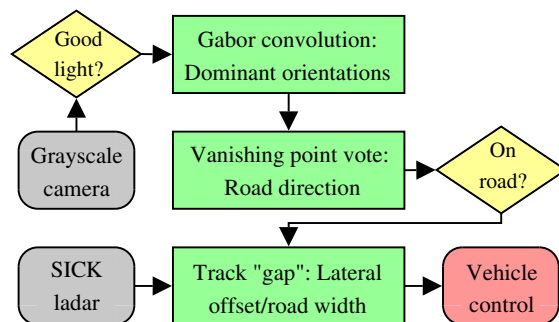 Good
light?
Gabor convolution:
Dominant orientations
Grayscale
camera
Vanishing point vote:
Road direction
On
road?
SICK
ladar
Track "gap": Lateral
offset/road width
Vehicle
control